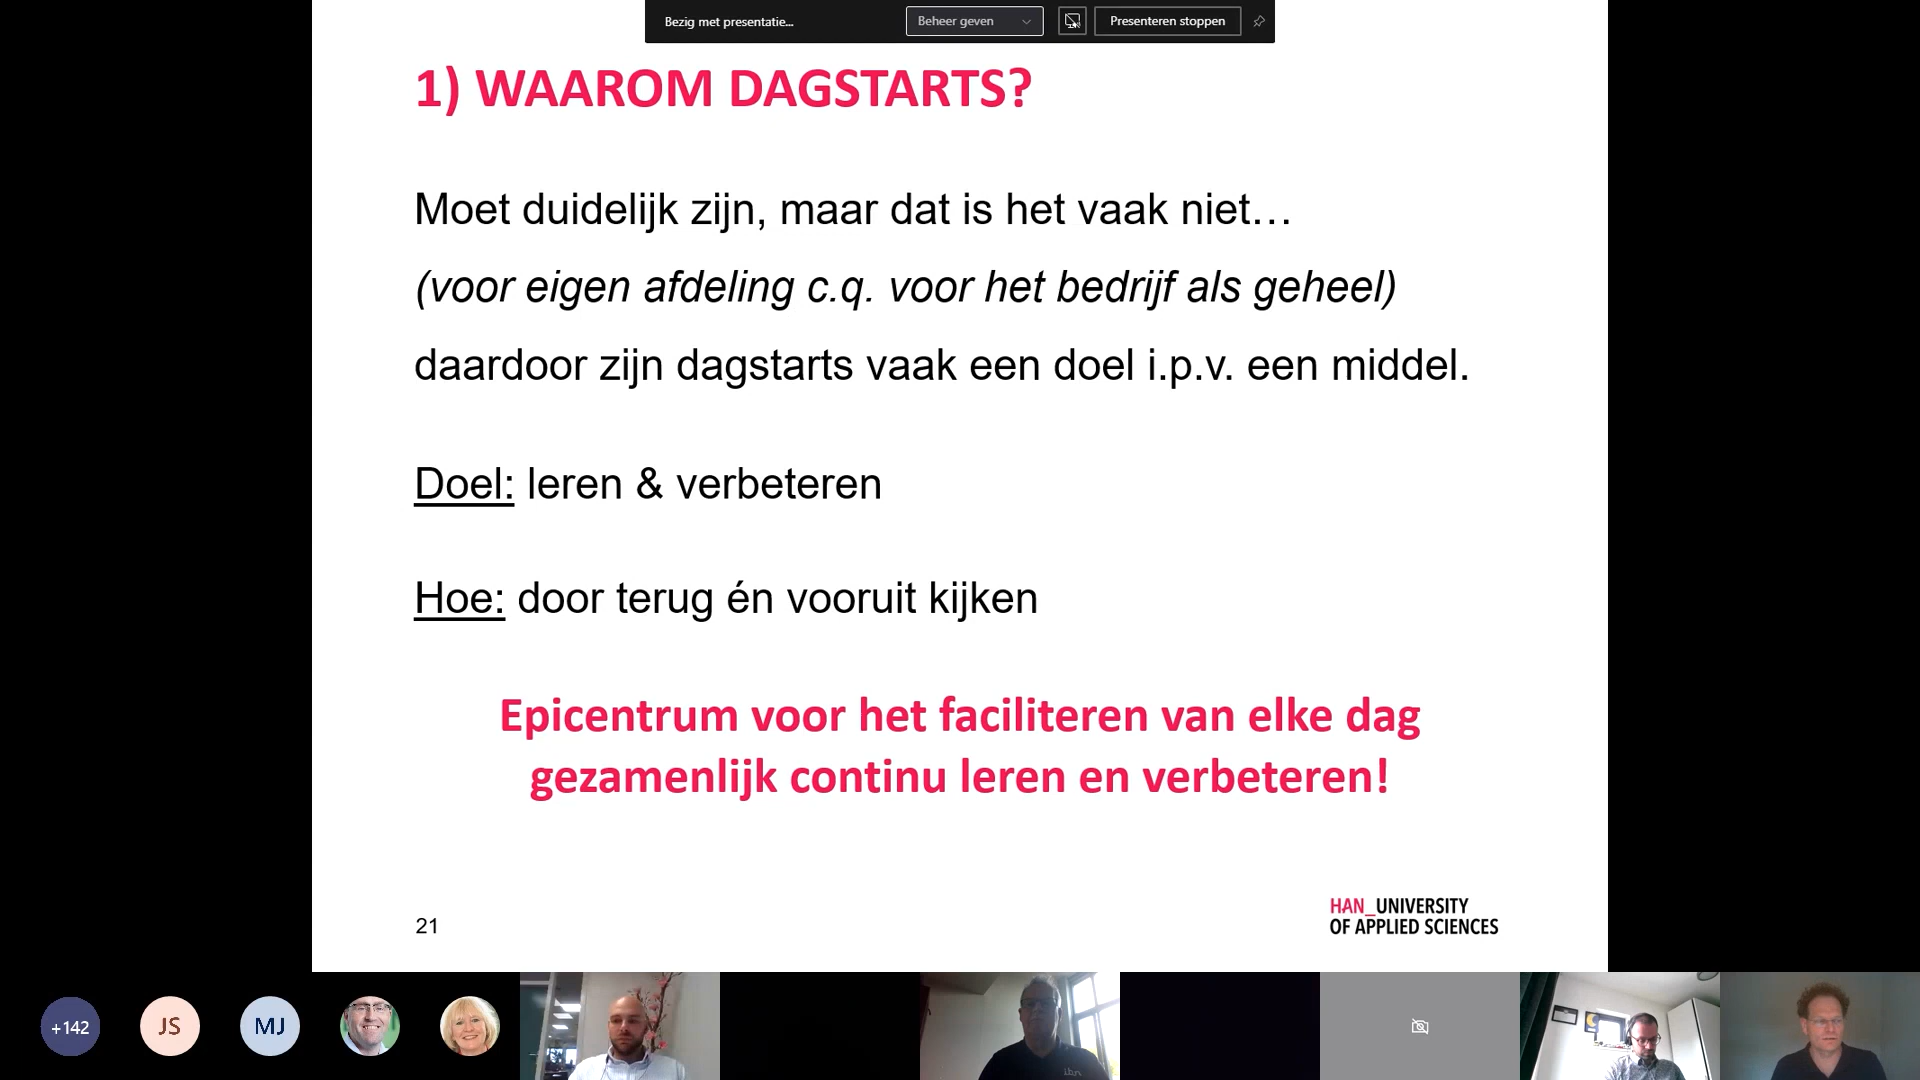 Bezig met presentatie...
Beheer geven
Presenteren stoppen
1) WAAROM DAGSTARTS?
Moet duidelijk zijn, maar dat is het vaak niet…
(voor eigen afdeling c.q. voor het bedrijf als geheel)
daardoor zijn dagstarts vaak een doel i.p.v. een middel.
Doel: leren & verbeteren
Hoe: door terug én vooruit kijken
Epicentrum voor het faciliteren van elke dag
gezamenlijk continu leren en verbeteren!
21
HAN_UNIVERSITY
OF APPLIED SCIENCES
+142
JS
MJ
ibn